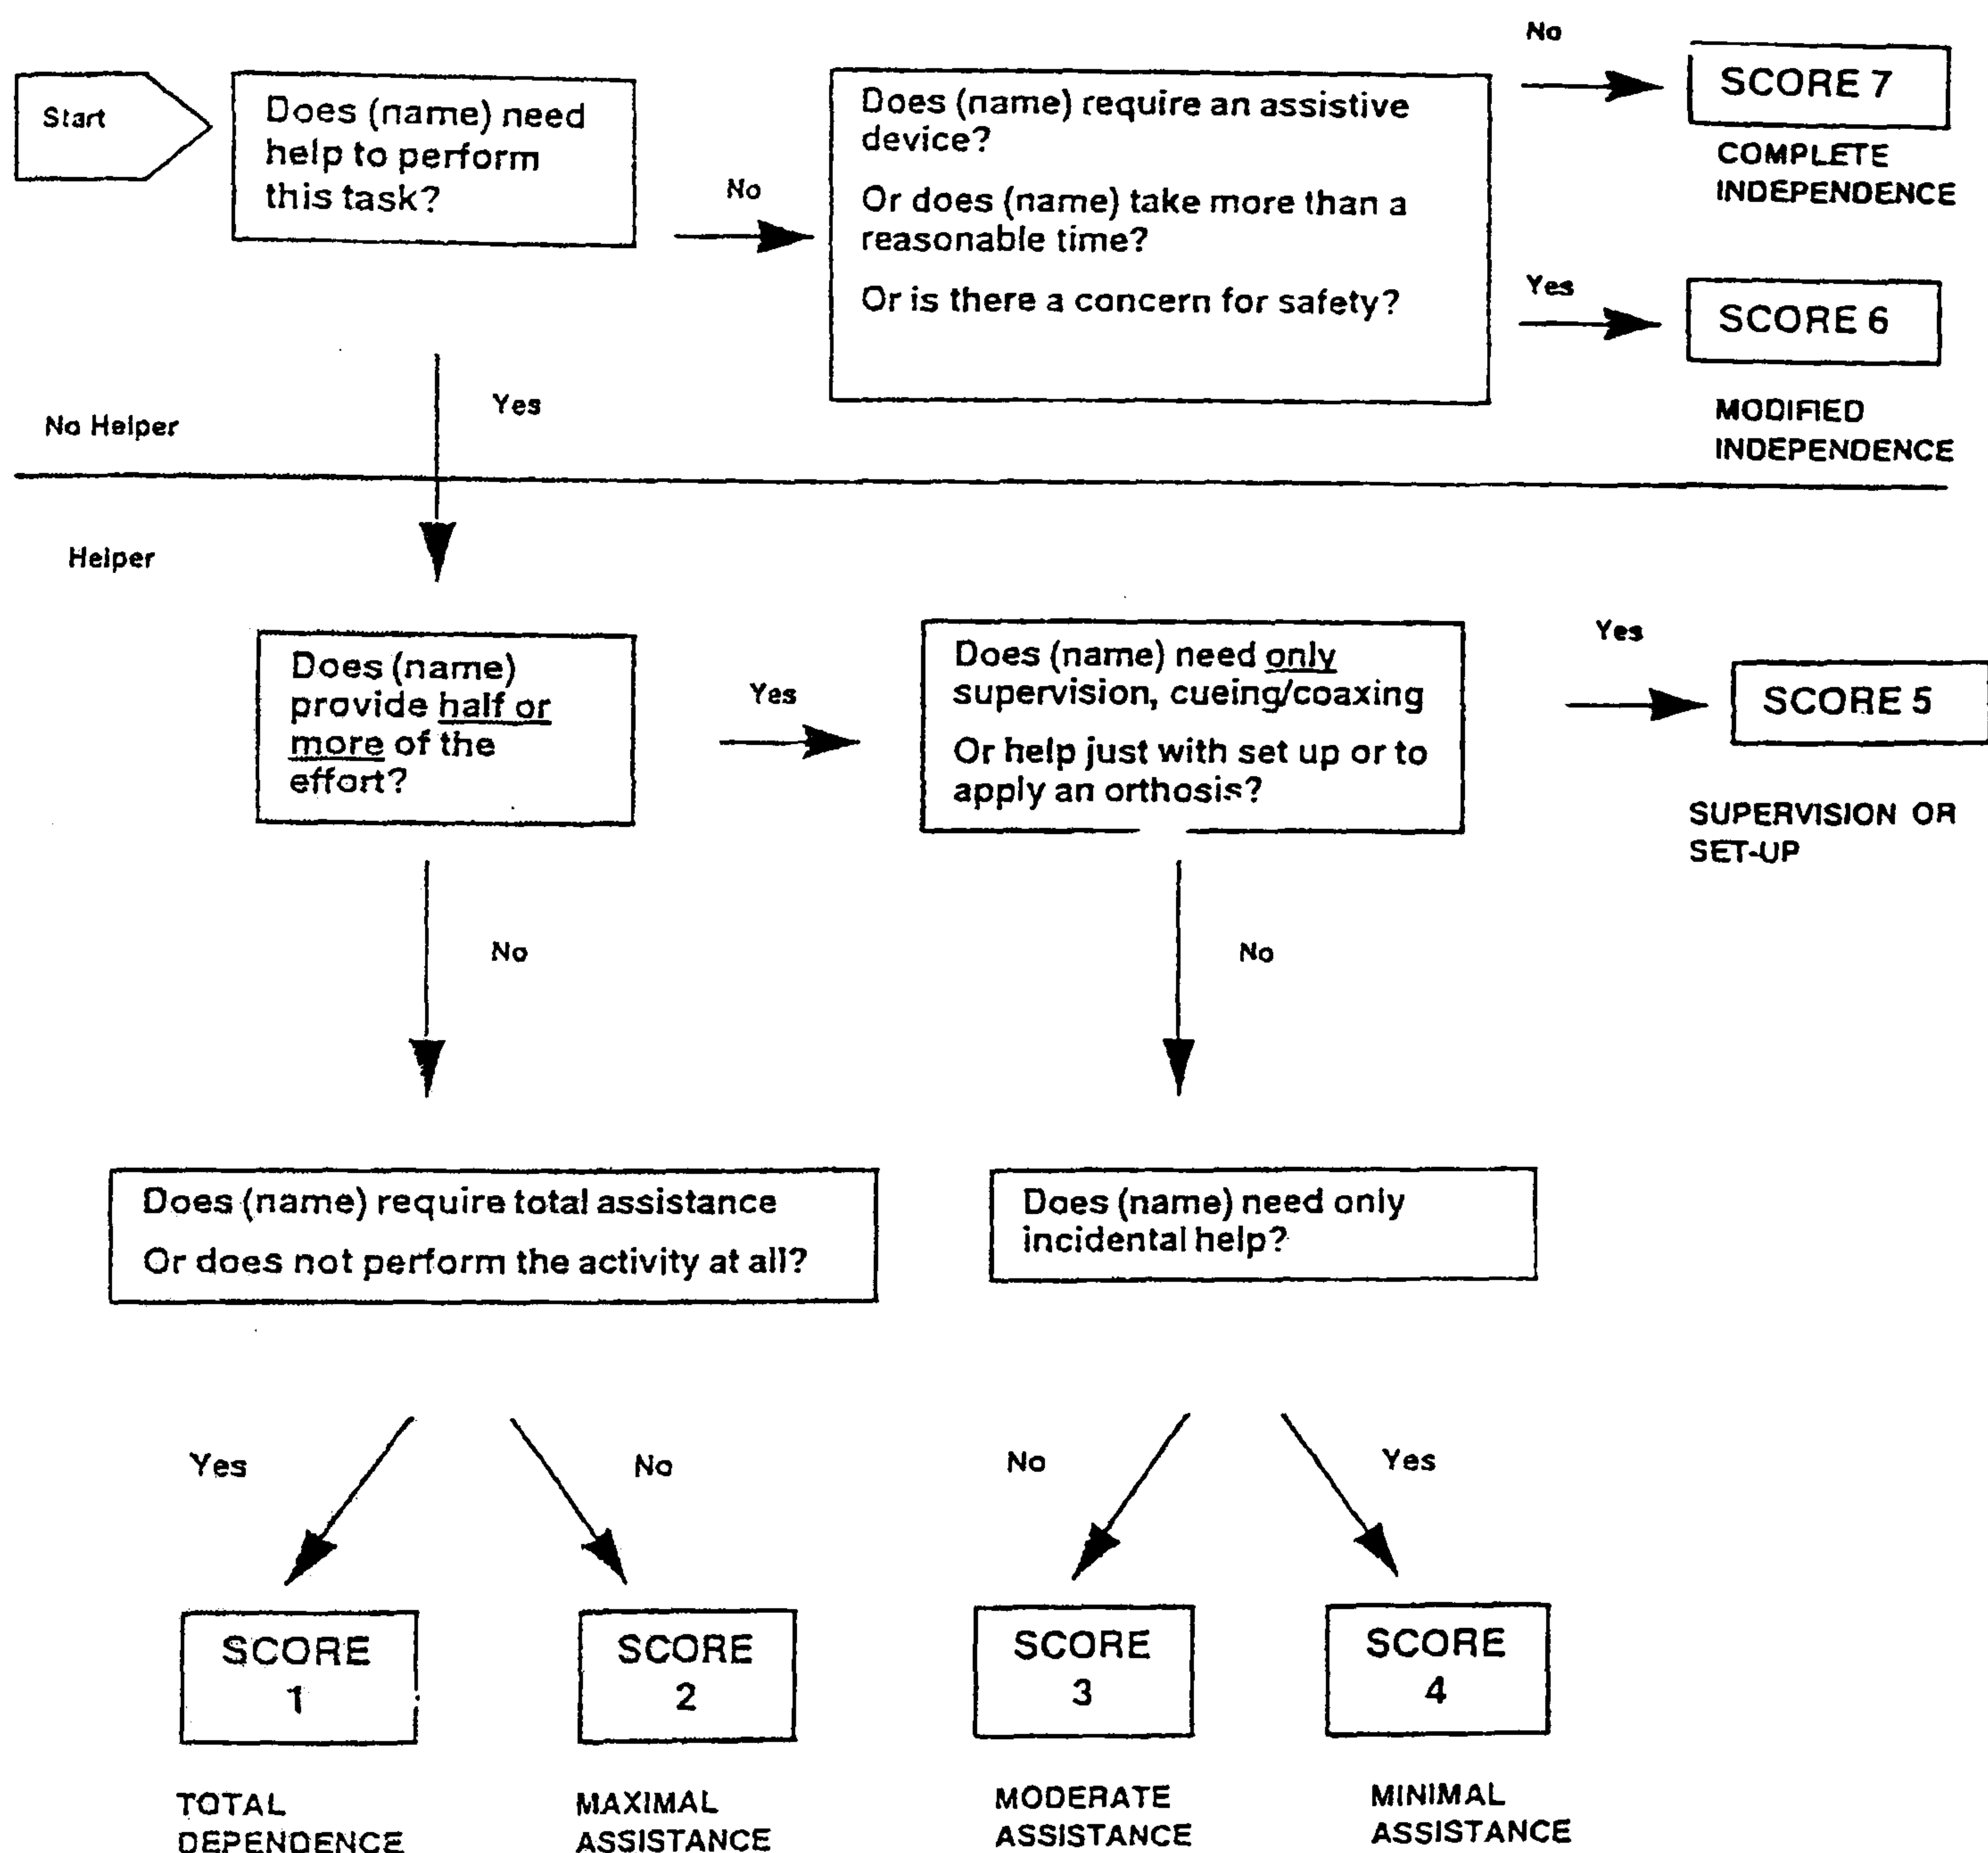 Start
Does (name) need
help to perform
this task?
No
Does (name) require an assistive
device?
Or does (name) take more than a
reasonable time?
Or is there a concern for safety?
No
SCORE 7
COMPLETE
INDEPENDENCE
Yes
SCORE 6
MODIFIED
INDEPENDENCE
Yes
No Helper
Helper
Does (name)
provide half or
more of the
effort?
Yes
Does (name) need only
supervision, cueing/coaxing
Or help just with set up or to
apply an orthosis?
Yes
SCORE 5
SUPERVISION OR
SET-UP
No
No
Does (name) require total assistance
Or does not perform the activity at all?
Does (name) need only
incidental help?
Yes
No
No
Yes
SCORE
1
SCORE
2
SCORE
3
SCORE
4
TOTAL
DEPENDENCE
MAXIMAL
ASSISTANCE
MODERATE
ASSISTANCE
MINIMAL
ASSISTANCE